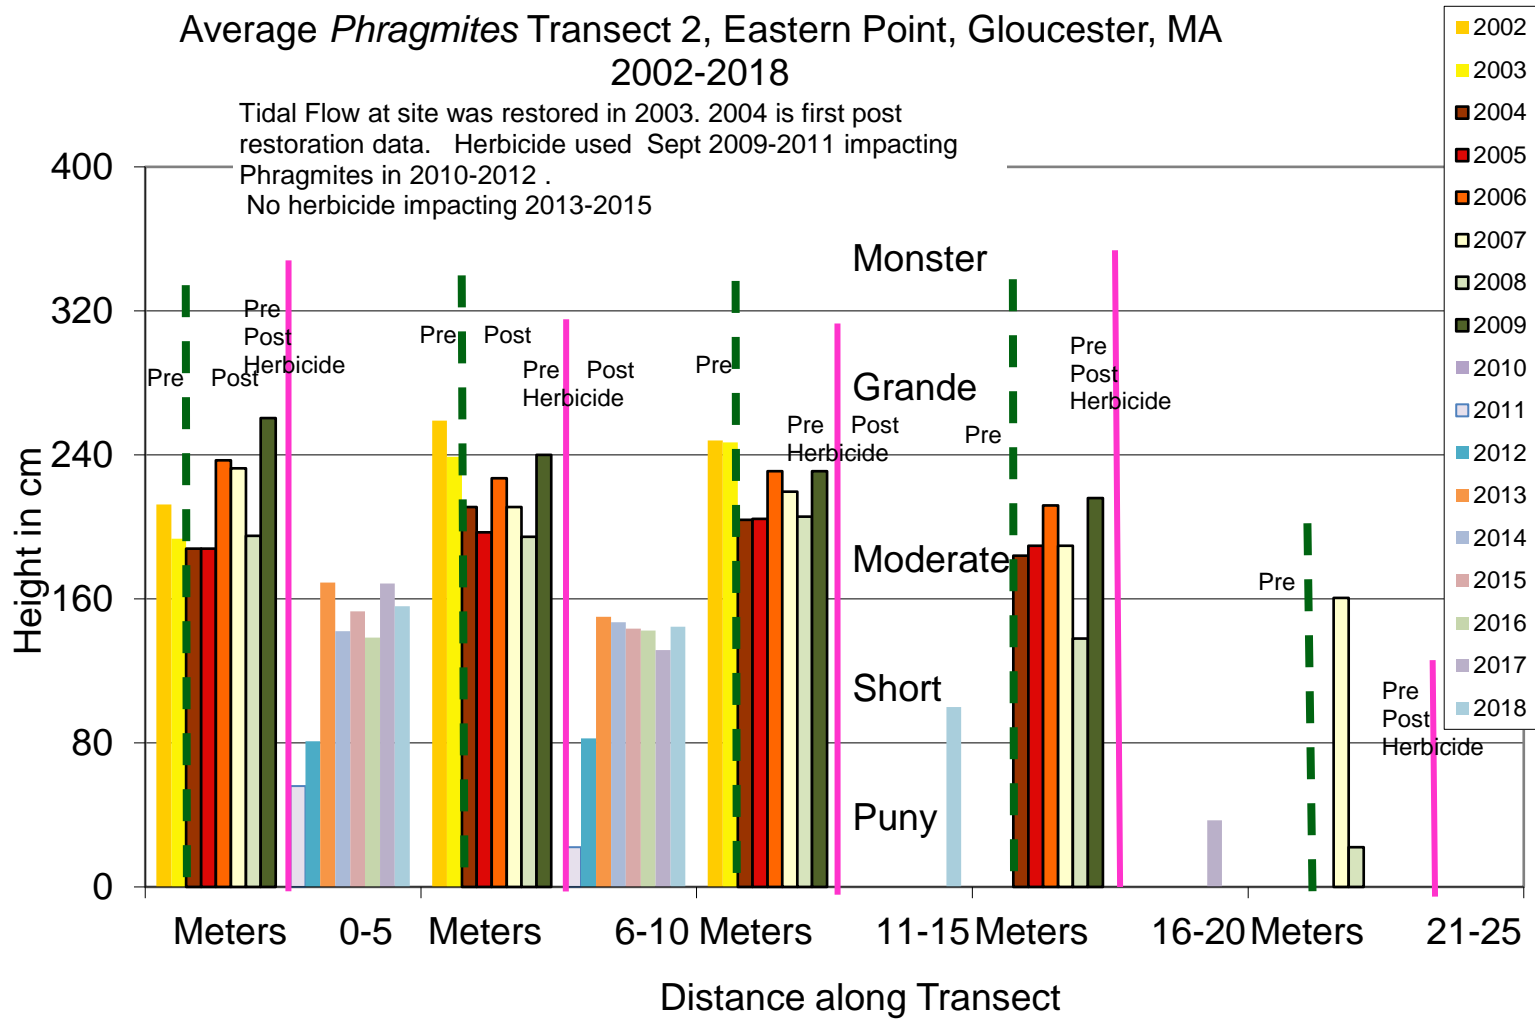 Average Phragmites Transect 2, Eastern Point, Gloucester, MA
2002-2018
Tidal Flow at site was restored in 2003. 2004 is first post
restoration data. Herbicide used Sept 2009-2011 impacting
Phragmites in 2010-2012 .
No herbicide impacting 2013-2015
2002
2003
2004
2005
2006
2007
2008
2009
2010
2011
2012
2013
2014
2015
2016
2017
2018
400
320
240
160
80
0
Height in cm
Monster
Grande
Moderate
Short
Puny
Pre
Post
Pre
Post
Herbicide
Pre
Post
Pre Post
Herbicide
Pre
Pre Post
Herbicide
Pre
Pre
Post
Herbicide
Pre
Pre
Post
Herbicide
Meters 0-5 Meters 6-10 Meters 11-15 Meters 16-20 Meters 21-25
Distance along Transect